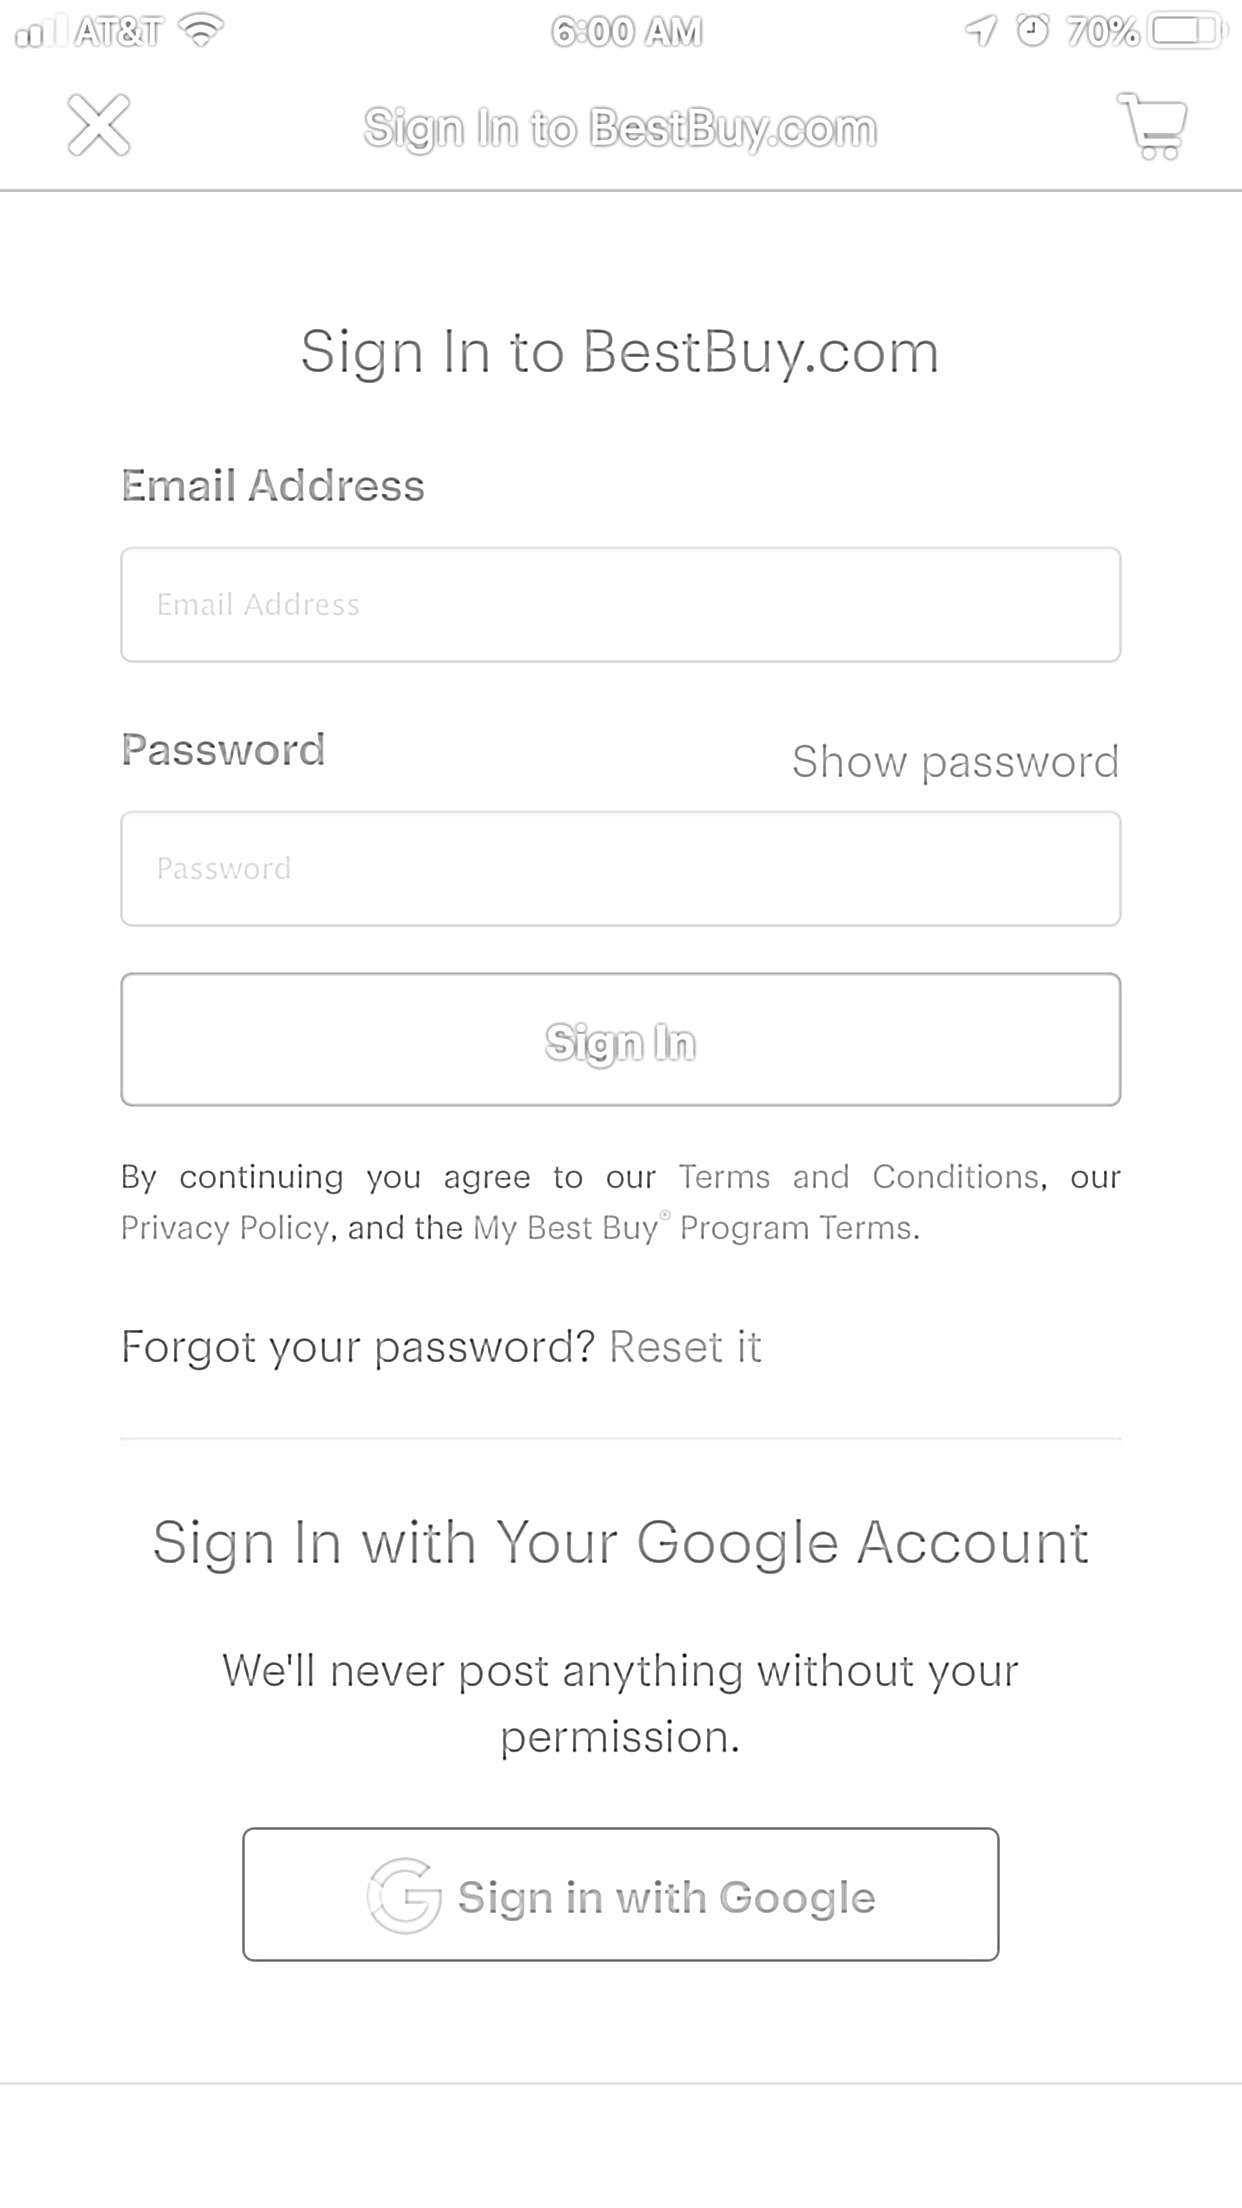 AT&T 6:00 AM 70%
Sign In to BestBuy.com
Sign In to BestBuy.com
Email Address
Email Address
Password Show password
Password
Sign In
By continuing you agree to our Terms and Conditions, our
Privacy Policy, and the My Best Buy® Program Terms.
Forgot your password? Reset it
Sign In with Your Google Account
We'll never post anything without your
permission.
G Sign in with Google